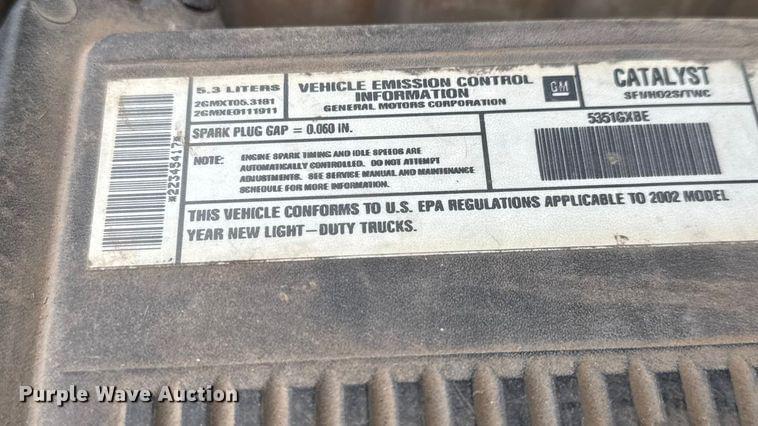 *22345417*
5.3 LITERS
2GMXT05.3181
2GMXE0111911
VEHICLE EMISSION CONTROL
INFORMATION
GENERAL MOTORS CORPORATION
GM
CATALYST
SFI/HO2S/TWC
SPARK PLUG GAP = 0.060 IN.
5351GXBE
NOTE: ENGINE SPARK TIMING AND IDLE SPEEDS ARE
AUTOMATICALLY CONTROLLED. DO NOT ATTEMPT
ADJUSTMENTS. SEE SERVICE MANUAL AND MAINTENANCE
SCHEDULE FOR MORE INFORMATION.
THIS VEHICLE CONFORMS TO U.S. EPA REGULATIONS APPLICABLE TO 2002 MODEL
YEAR NEW LIGHT-DUTY TRUCKS.
Purple Wave Auction